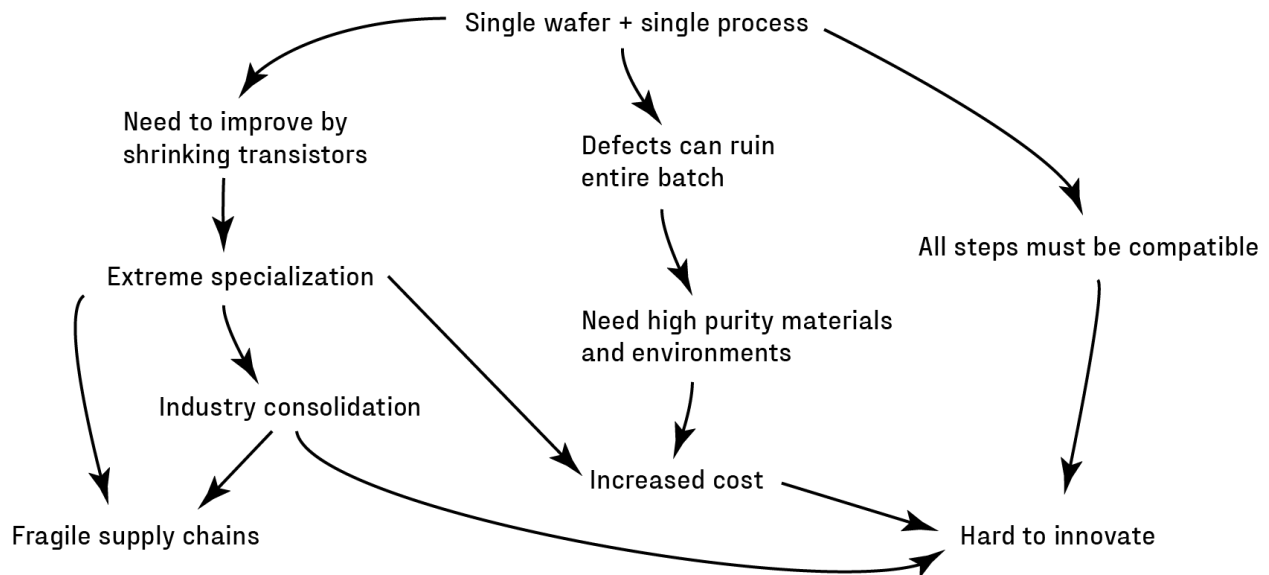 Single wafer + single process
Need to improve by
shrinking transistors
Defects can ruin
entire batch
All steps must be compatible
Extreme specialization
Need high purity materials
and environments
Industry consolidation
Increased cost
Fragile supply chains
Hard to innovate